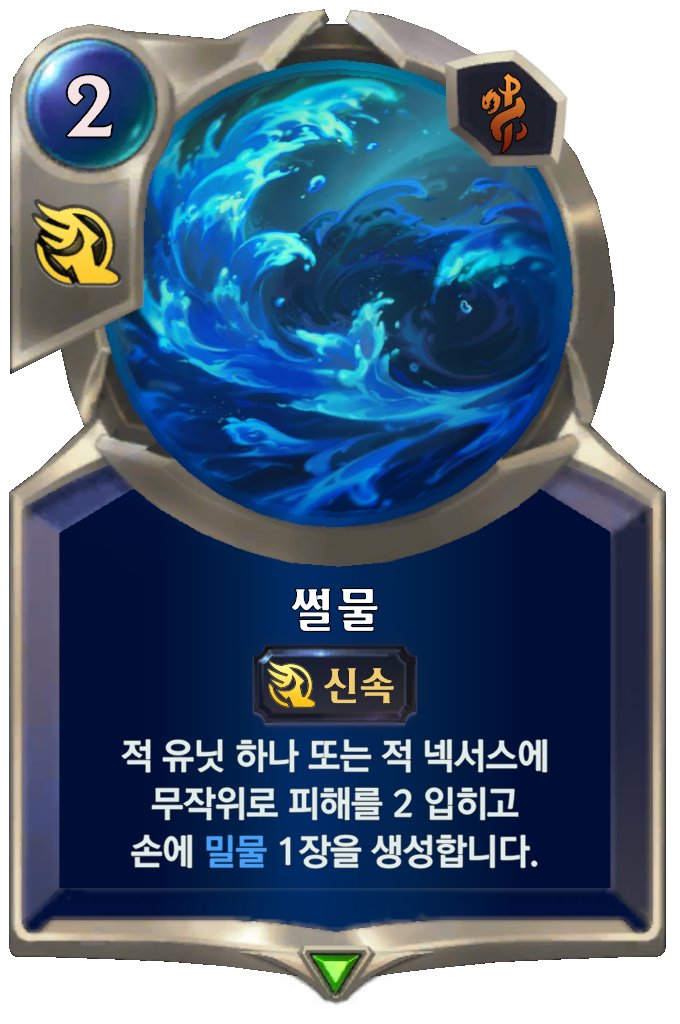 2
썰물
신속
적 유닛 하나 또는 적 넥서스에
무작위로 피해를 2 입히고
손에 밀물 1장을 생성합니다.